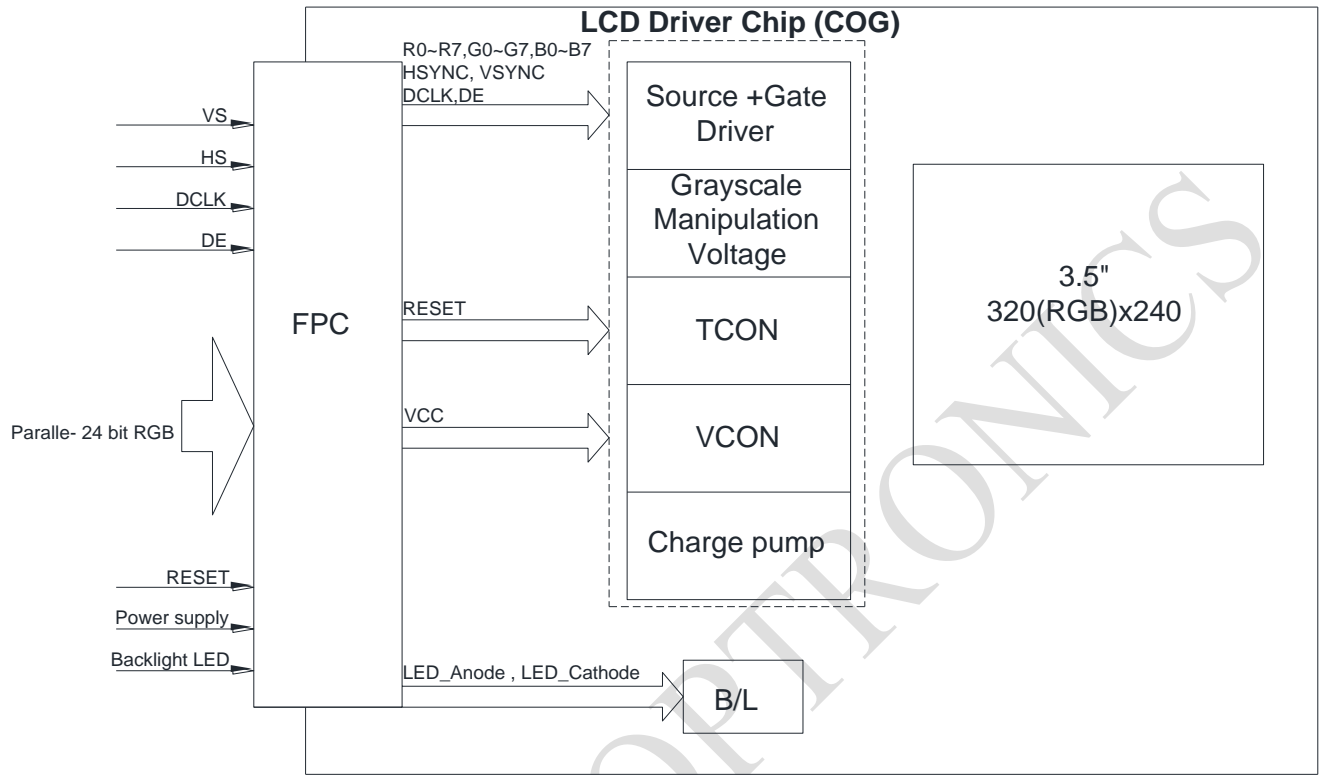 LCD Driver Chip (COG)
R0~R7,G0~G7,B0~B7
HSYNC, VSYNC
DCLK,DE
VS
HS
DCLK
DE
Source +Gate
Driver
Grayscale
Manipulation
Voltage
3.5"
320(RGB)x240
FPC
RESET
TCON
Paralle- 24 bit RGB
VCC
VCON
Charge pump
RESET
Power supply
Backlight LED
LED_Anode , LED_Cathode
B/L
OPTRONICS